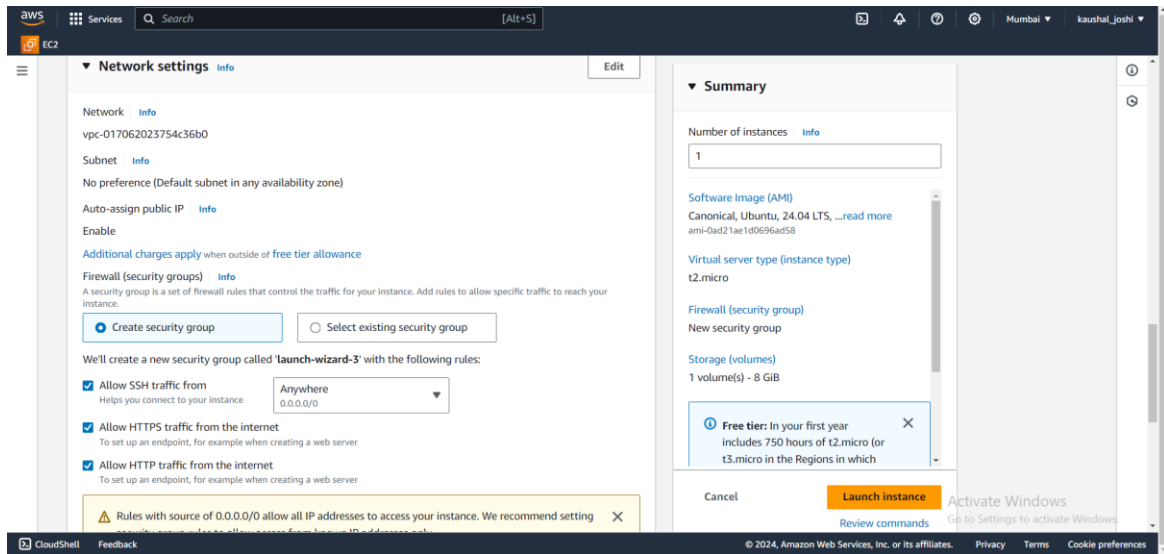 aws
Services
Search
[Alt+S]
Mumbai ▼
kaushal_joshi ▼
EC2
▼ Network settings Info
Edit
Network Info
vpc-017062023754c36b0
Subnet Info
No preference (Default subnet in any availability zone)
Auto-assign public IP Info
Enable
Additional charges apply when outside of free tier allowance
Firewall (security groups) Info
A security group is a set of firewall rules that control the traffic for your instance. Add rules to allow specific traffic to reach your
instance.
Create security group
Select existing security group
We'll create a new security group called 'launch-wizard-3' with the following rules:
Allow SSH traffic from
Helps you connect to your instance
Anywhere
0.0.0.0/0
Allow HTTPS traffic from the internet
To set up an endpoint, for example when creating a web server
Allow HTTP traffic from the internet
To set up an endpoint, for example when creating a web server
Rules with source of 0.0.0.0/0 allow all IP addresses to access your instance. We recommend setting
security group rules to allow access from known IP addresses only.
▼ Summary
Number of instances Info
1
Software Image (AMI)
Canonical, Ubuntu, 24.04 LTS, ...read more
ami-0ad21ae1d0696ad58
Virtual server type (instance type)
t2.micro
Firewall (security group)
New security group
Storage (volumes)
1 volume(s) - 8 GiB
Free tier: In your first year
includes 750 hours of t2.micro (or
t3.micro in the Regions in which
Cancel
Launch instance
Review commands
Activate Windows
Go to Settings to activate Windows.
CloudShell
Feedback
© 2024, Amazon Web Services, Inc. or its affiliates.
Privacy
Terms
Cookie preferences